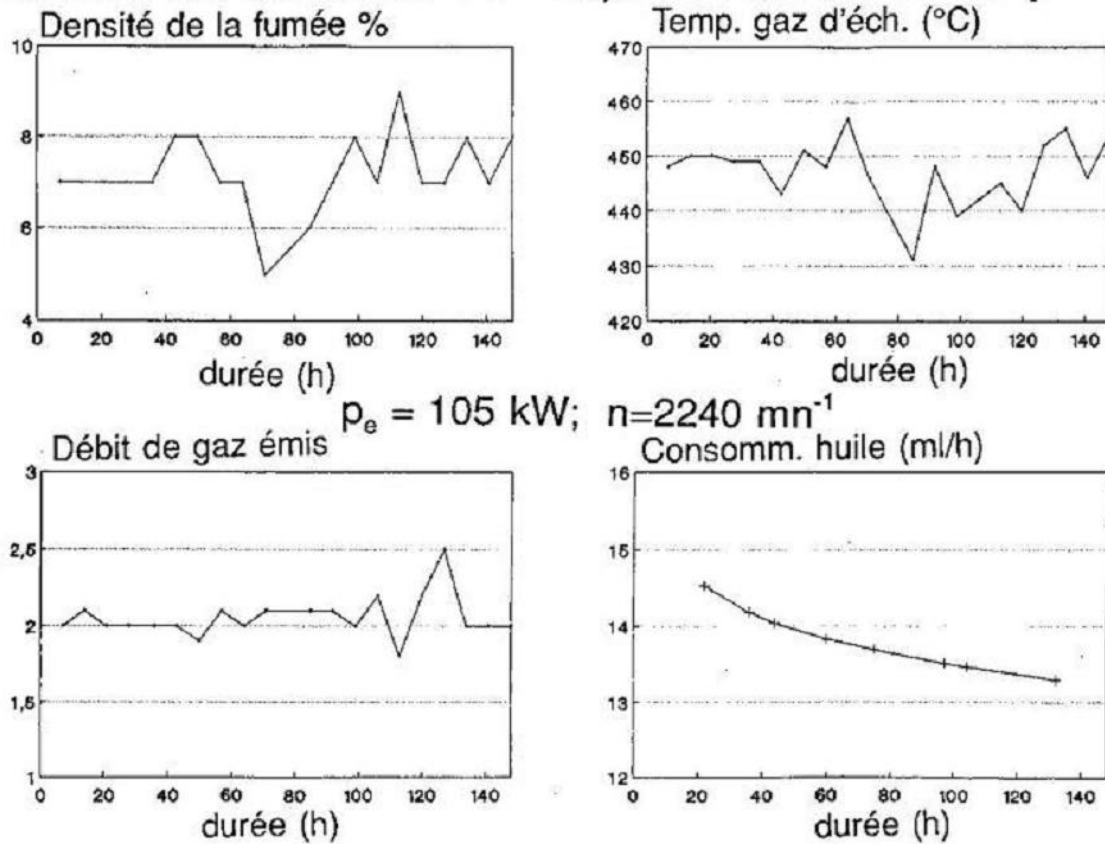 Densité de la fumée %
10
8
6
4
0 20 40 60 80 100 120 140
durée (h)
Temp. gaz d'éch. (°C)
470
460
450
440
430
420
0 20 40 60 80 100 120 140
durée (h)
pₑ = 105 kW; n=2240 mn⁻¹
Débit de gaz émis
3
2,5
2
1,5
1
0 20 40 60 80 100 120 140
durée (h)
Consomm. huile (ml/h)
16
15
14
13
12
0 20 40 60 80 100 120 140
durée (h)